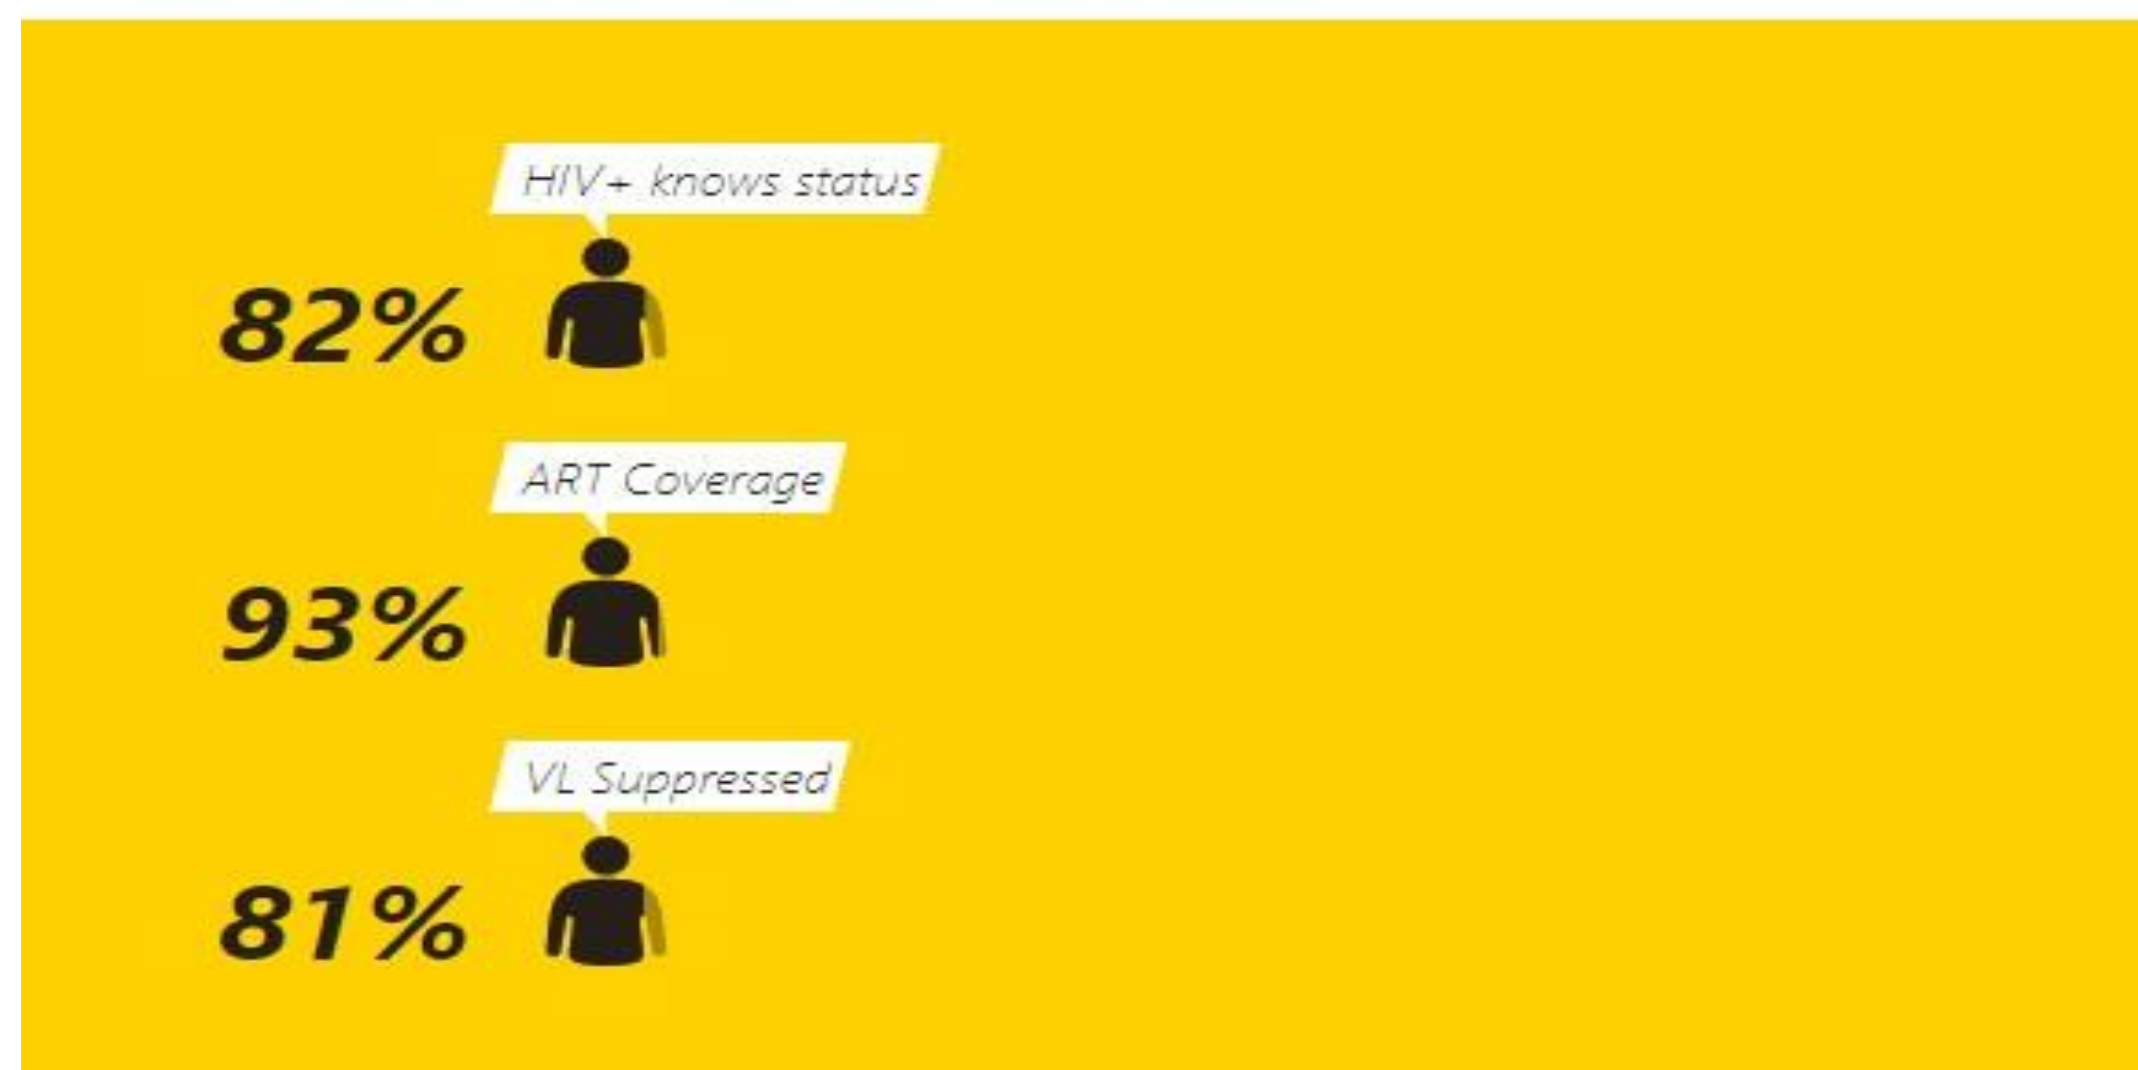 HIV+ knows status
82%
ART Coverage
93%
VL Suppressed
81%